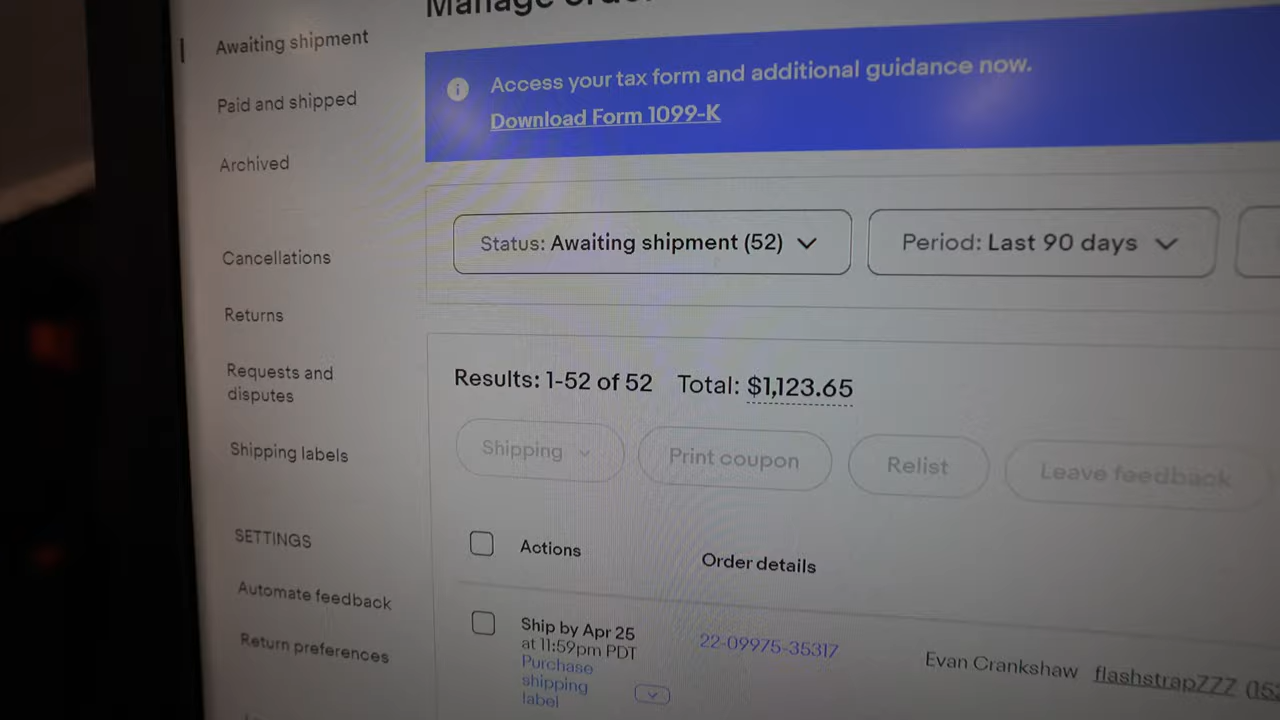 Manage
Awaiting shipment
Paid and shipped
Archived
Cancellations
Returns
Requests and
disputes
Shipping labels
SETTINGS
Automate feedback
Return preferences
Access your tax form and additional guidance now.
Download Form 1099-K
Status: Awaiting shipment (52)
Period: Last 90 days
Results: 1-52 of 52 Total: $1,123.65
Shipping
Print coupon
Relist
Leave feedback
Actions
Order details
Ship by Apr 25
at 11:59pm PDT
Purchase
shipping
label
22-09975-35317
Evan Crankshaw flashstrapZZZ